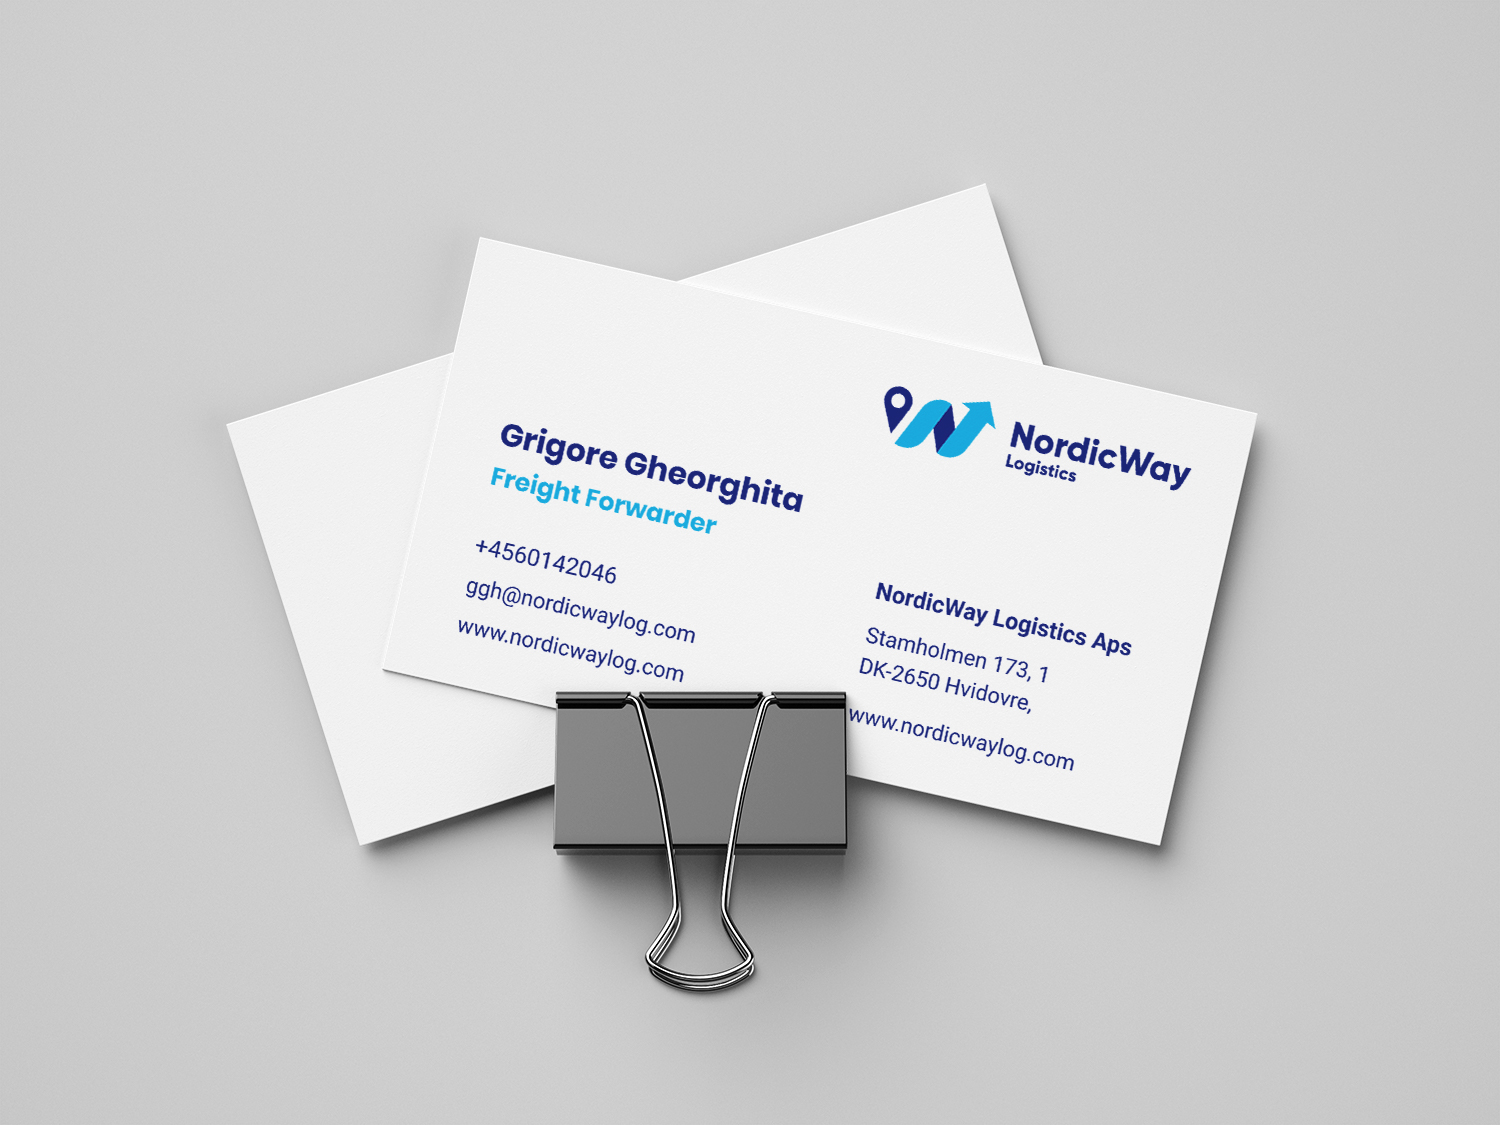 NordicWay
Logistics
Grigore Gheorghita
Freight Forwarder
+4560142046
ggh@nordicwaylog.com
www.nordicwaylog.com
NordicWay Logistics Aps
Stamholmen 173, 1
DK-2650 Hvidovre,
www.nordicwaylog.com